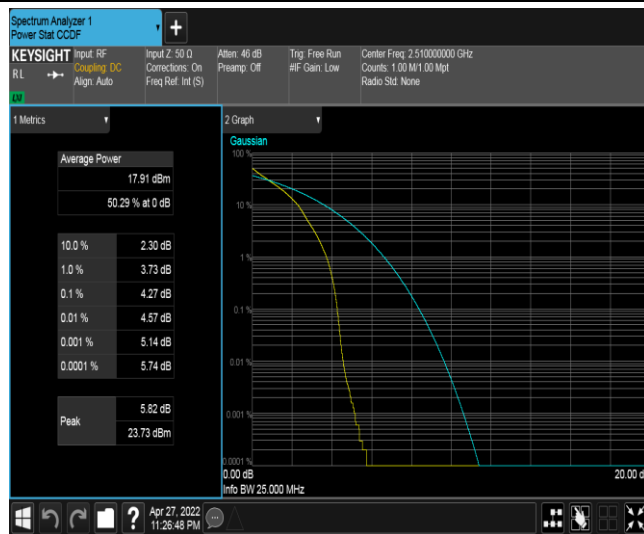 Spectrum Analyzer 1
Power Stat CCDF
+
KEYSIGHT
RL
Input: RF
Coupling: DC
Align: Auto
Input Z: 50 Ω
Corrections: On
Freq Ref: Int (S)
Atten: 46 dB
Preamp: Off
Trig: Free Run
#IF Gain: Low
Center Freq: 2.510000000 GHz
Counts: 1.00 M/1.00 Mpt
Radio Std: None
1 Metrics
Average Power
17.91 dBm
50.29 % at 0 dB
10.0 % 2.30 dB
1.0 % 3.73 dB
0.1 % 4.27 dB
0.01 % 4.57 dB
0.001 % 5.14 dB
0.0001 % 5.74 dB
Peak
5.82 dB
23.73 dBm
2 Graph
Gaussian
100 %
10 %
1 %
0.1 %
0.01 %
0.001 %
0.0001 %
0.00 dB
20.00 d
Info BW 25.000 MHz
?
Apr 27, 2022
11:26:48 PM